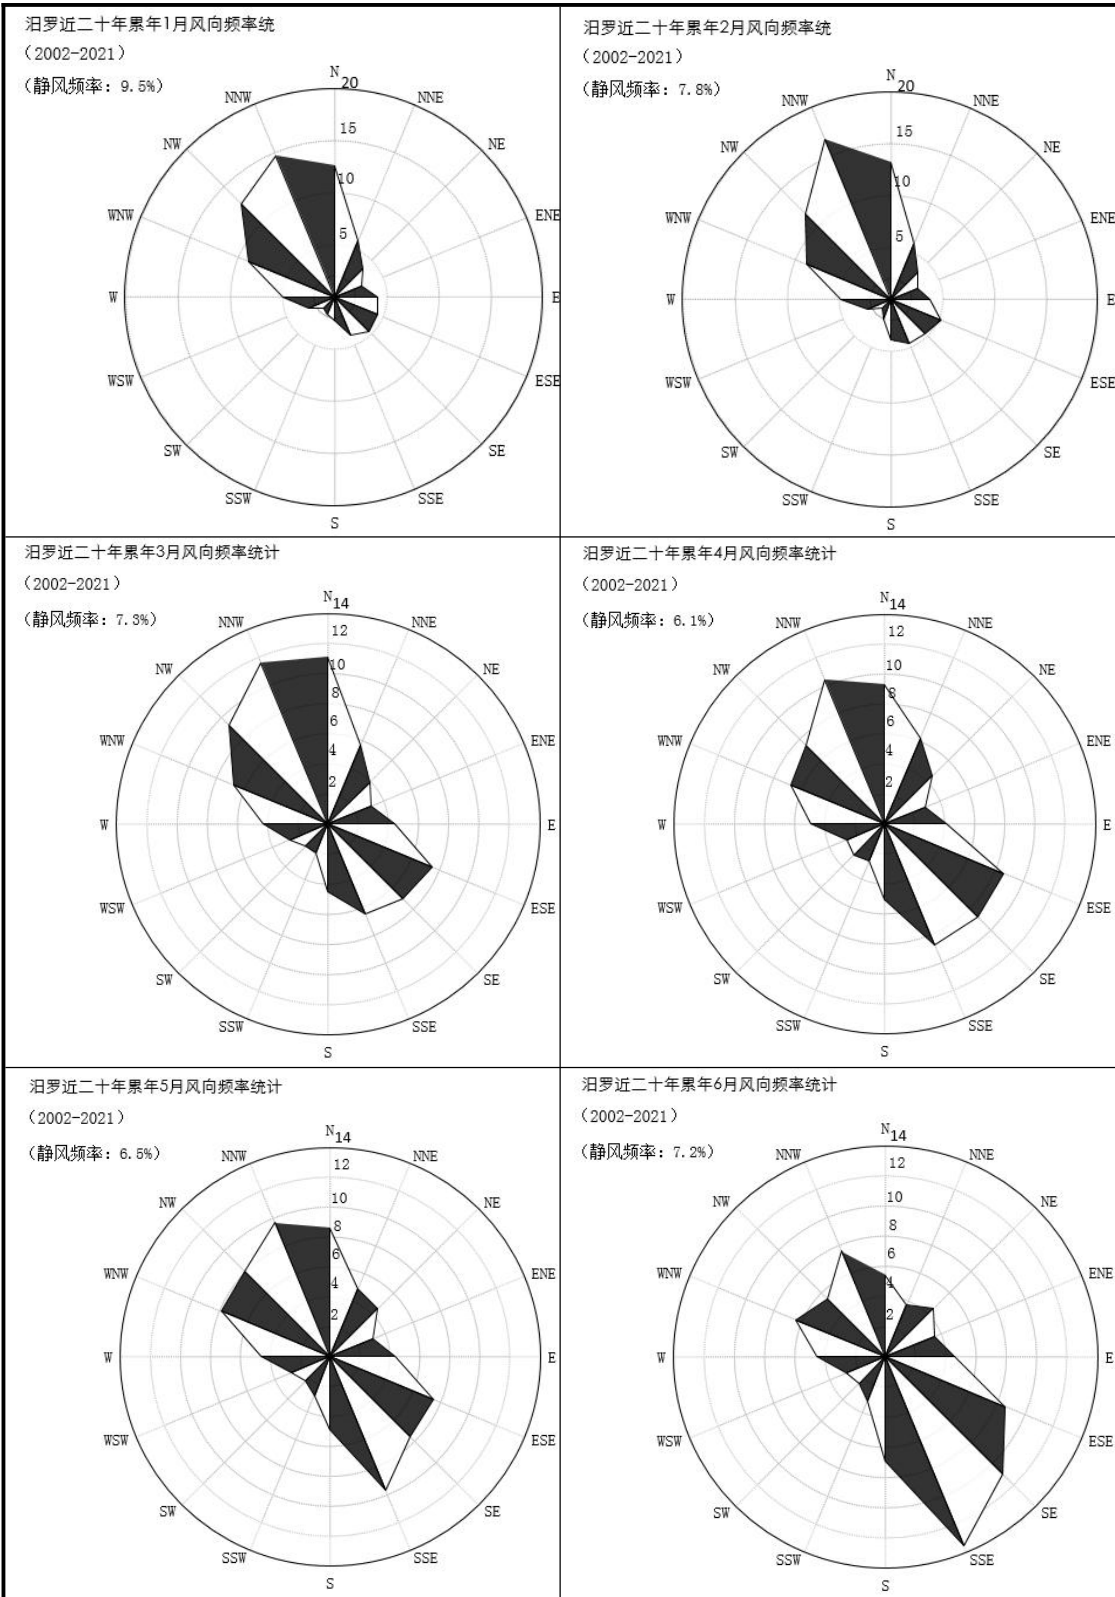 汨罗近二十年累年1月风向频率统
（2002-2021）
（静风频率: 9.5%）
N
20
NNW
NNE
NW
15
NE
10
WNW
ENE
5
W
E
WSW
ESE
SW
SE
SSW
SSE
S
汨罗近二十年累年2月风向频率统
（2002-2021）
（静风频率: 7.8%）
N
20
NNW
NNE
NW
15
NE
10
WNW
ENE
5
W
E
WSW
ESE
SW
SE
SSW
SSE
S
汨罗近二十年累年3月风向频率统计
（2002-2021）
（静风频率: 7.3%）
N
14
NNW
NNE
12
NW
NE
10
8
WNW
ENE
6
4
2
W
E
WSW
ESE
SW
SE
SSW
SSE
S
汨罗近二十年累年4月风向频率统计
（2002-2021）
（静风频率: 6.1%）
N
14
NNW
NNE
12
NW
NE
10
8
WNW
ENE
6
4
2
W
E
WSW
ESE
SW
SE
SSW
SSE
S
汨罗近二十年累年5月风向频率统计
（2002-2021）
（静风频率: 6.5%）
N
14
NNW
NNE
12
NW
NE
10
8
WNW
ENE
6
4
2
W
E
WSW
ESE
SW
SE
SSW
SSE
S
汨罗近二十年累年6月风向频率统计
（2002-2021）
（静风频率: 7.2%）
N
14
NNW
NNE
12
NW
NE
10
8
WNW
ENE
6
4
2
W
E
WSW
ESE
SW
SE
SSW
SSE
S